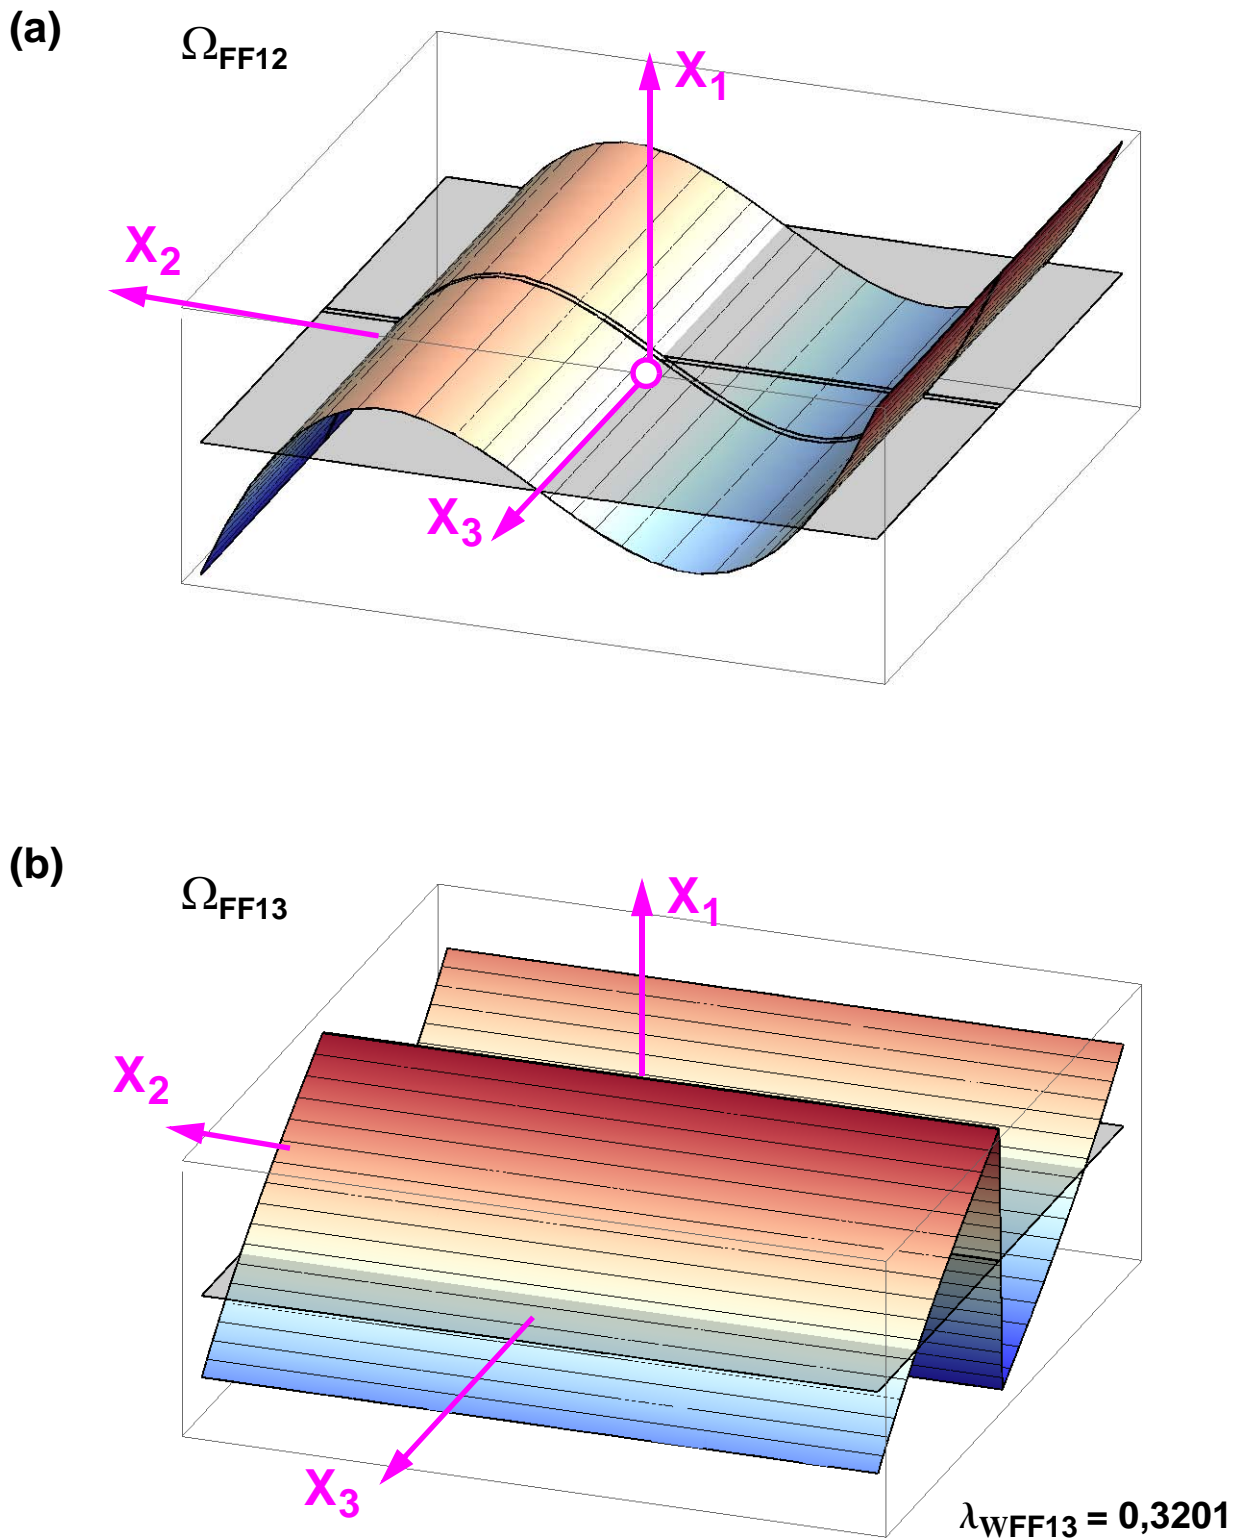 (a)
Ω_FF12
X₁
X₂
X₃
(b)
Ω_FF13
X₁
X₂
X₃
λ_WFF13 = 0,3201